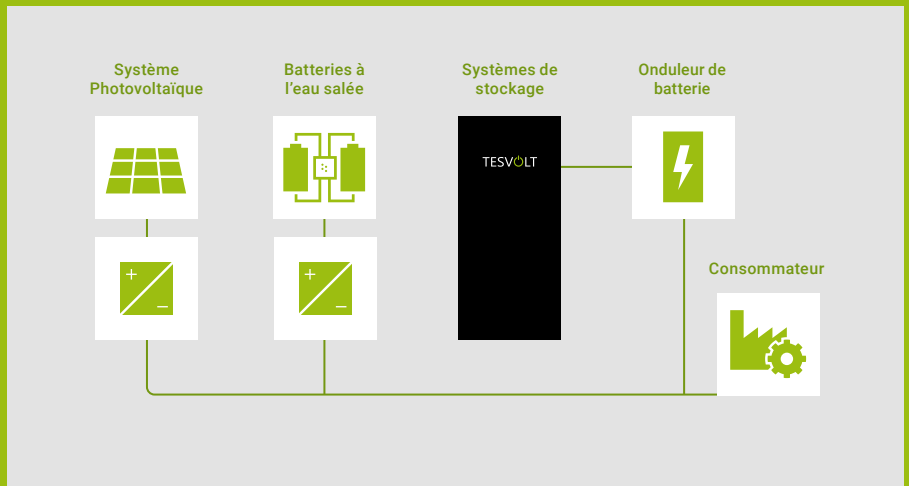 Système
Photovoltaïque
Batteries à
l'eau salée
Systèmes de
stockage
Onduleur de
batterie
TESVOLT
Consommateur